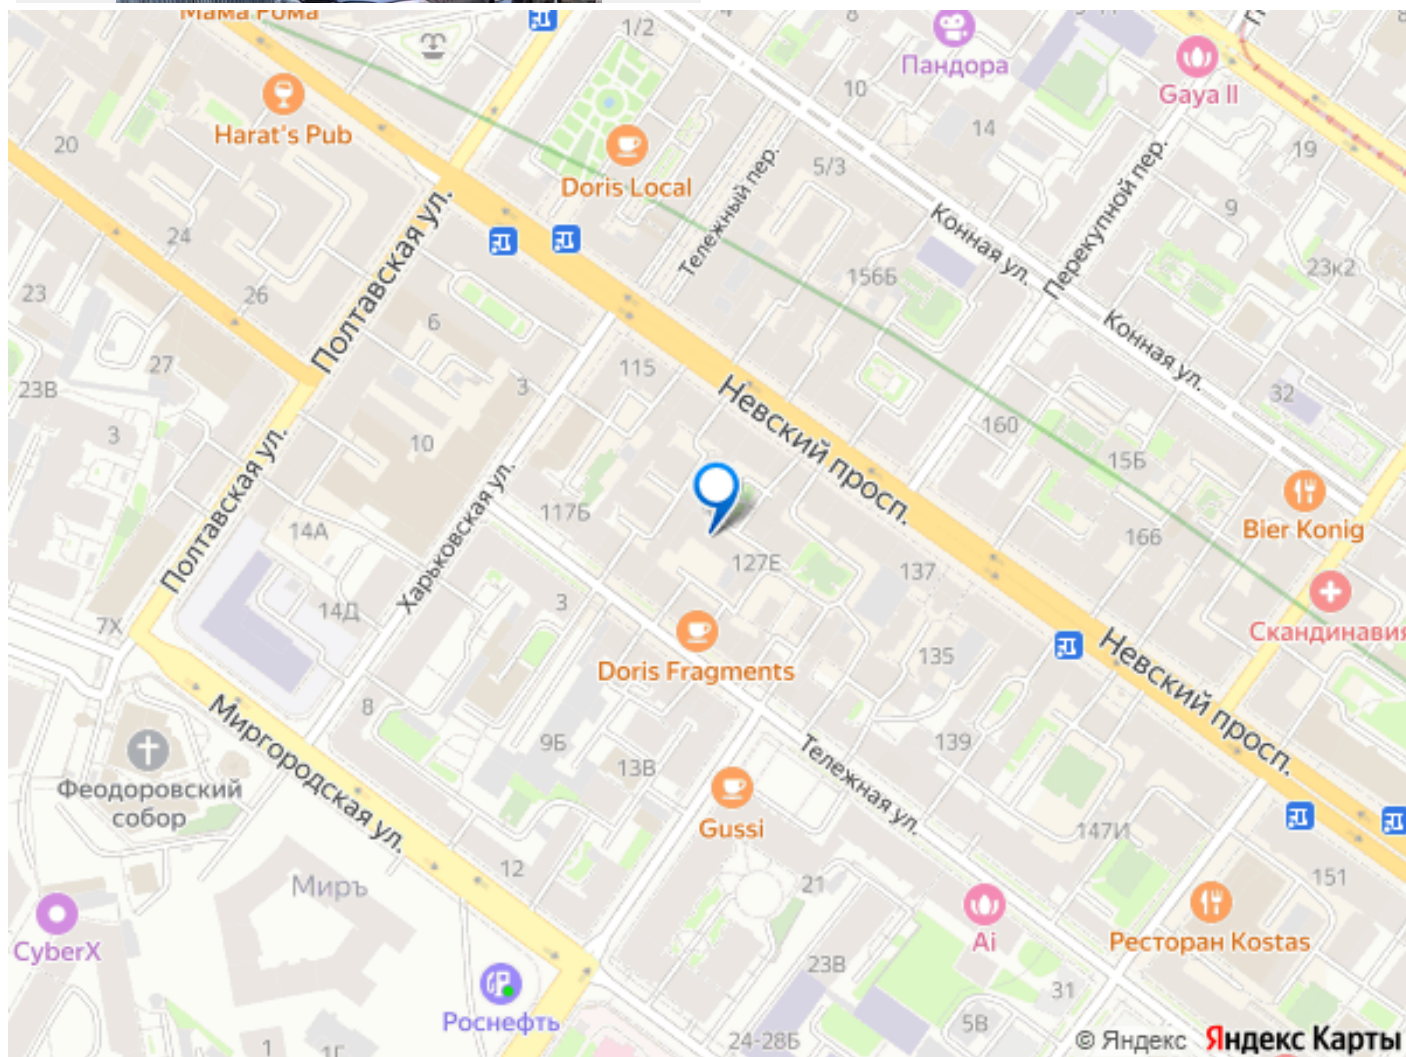 Мама Рома
1/2
4
8
Пандора
Gaya II
10
14
19
Harat's Pub
20
Doris Local
5/3
Тележный пер.
Перекупной пер.
9
Конная ул.
23к2
Полтавская ул.
24
26
23
156Б
6
27
23В
3
115
3
Конная ул.
32
Невский просп.
160
15Б
3
10
Полтавская ул.
14А
Харьковская ул.
117Б
127Е
137
166
Bier Konig
Скандинавия
14Д
3
7Х
Doris Fragments
135
Невский просп.
8
Миргородская ул.
9Б
13В
139
Тележная ул.
Феодоровский
собор
Gussi
147И
12
Миръ
21
151
CyberX
Ai
Ресторан Kostas
23В
31
Роснефть
5В
24-28Б
1
1Г
© Яндекс Яндекс Карты